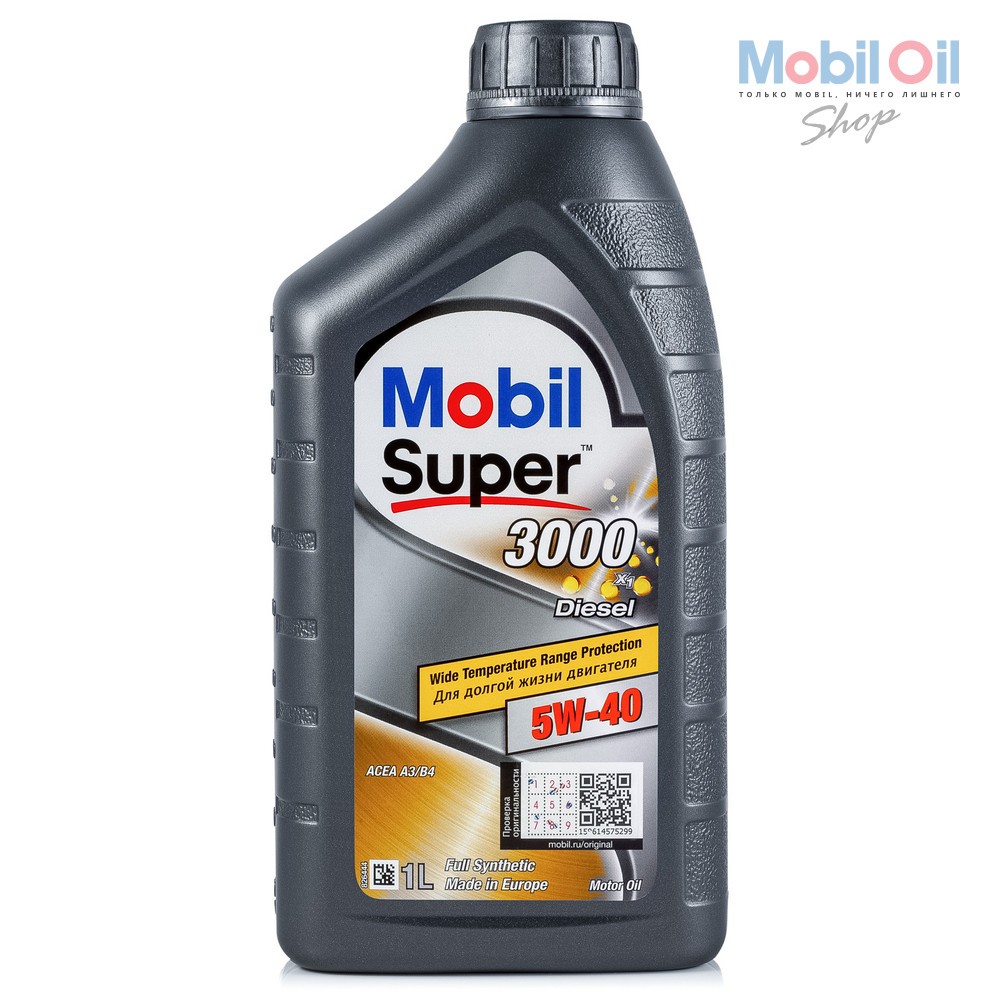 Mobil Oil
ТОЛЬКО MOBIL, НИЧЕГО ЛИШНЕГО
Shop
Mobil
Super™
3000
X1
Diesel
Wide Temperature Range Protection
Для долгой жизни двигателя
5W-40
ACEA A3/B4
Проверка
оригинальности
1 2 3
4 5 6
7 8 9
mobil.ru/original
826444
1L
Full Synthetic
Made in Europe
Motor Oil